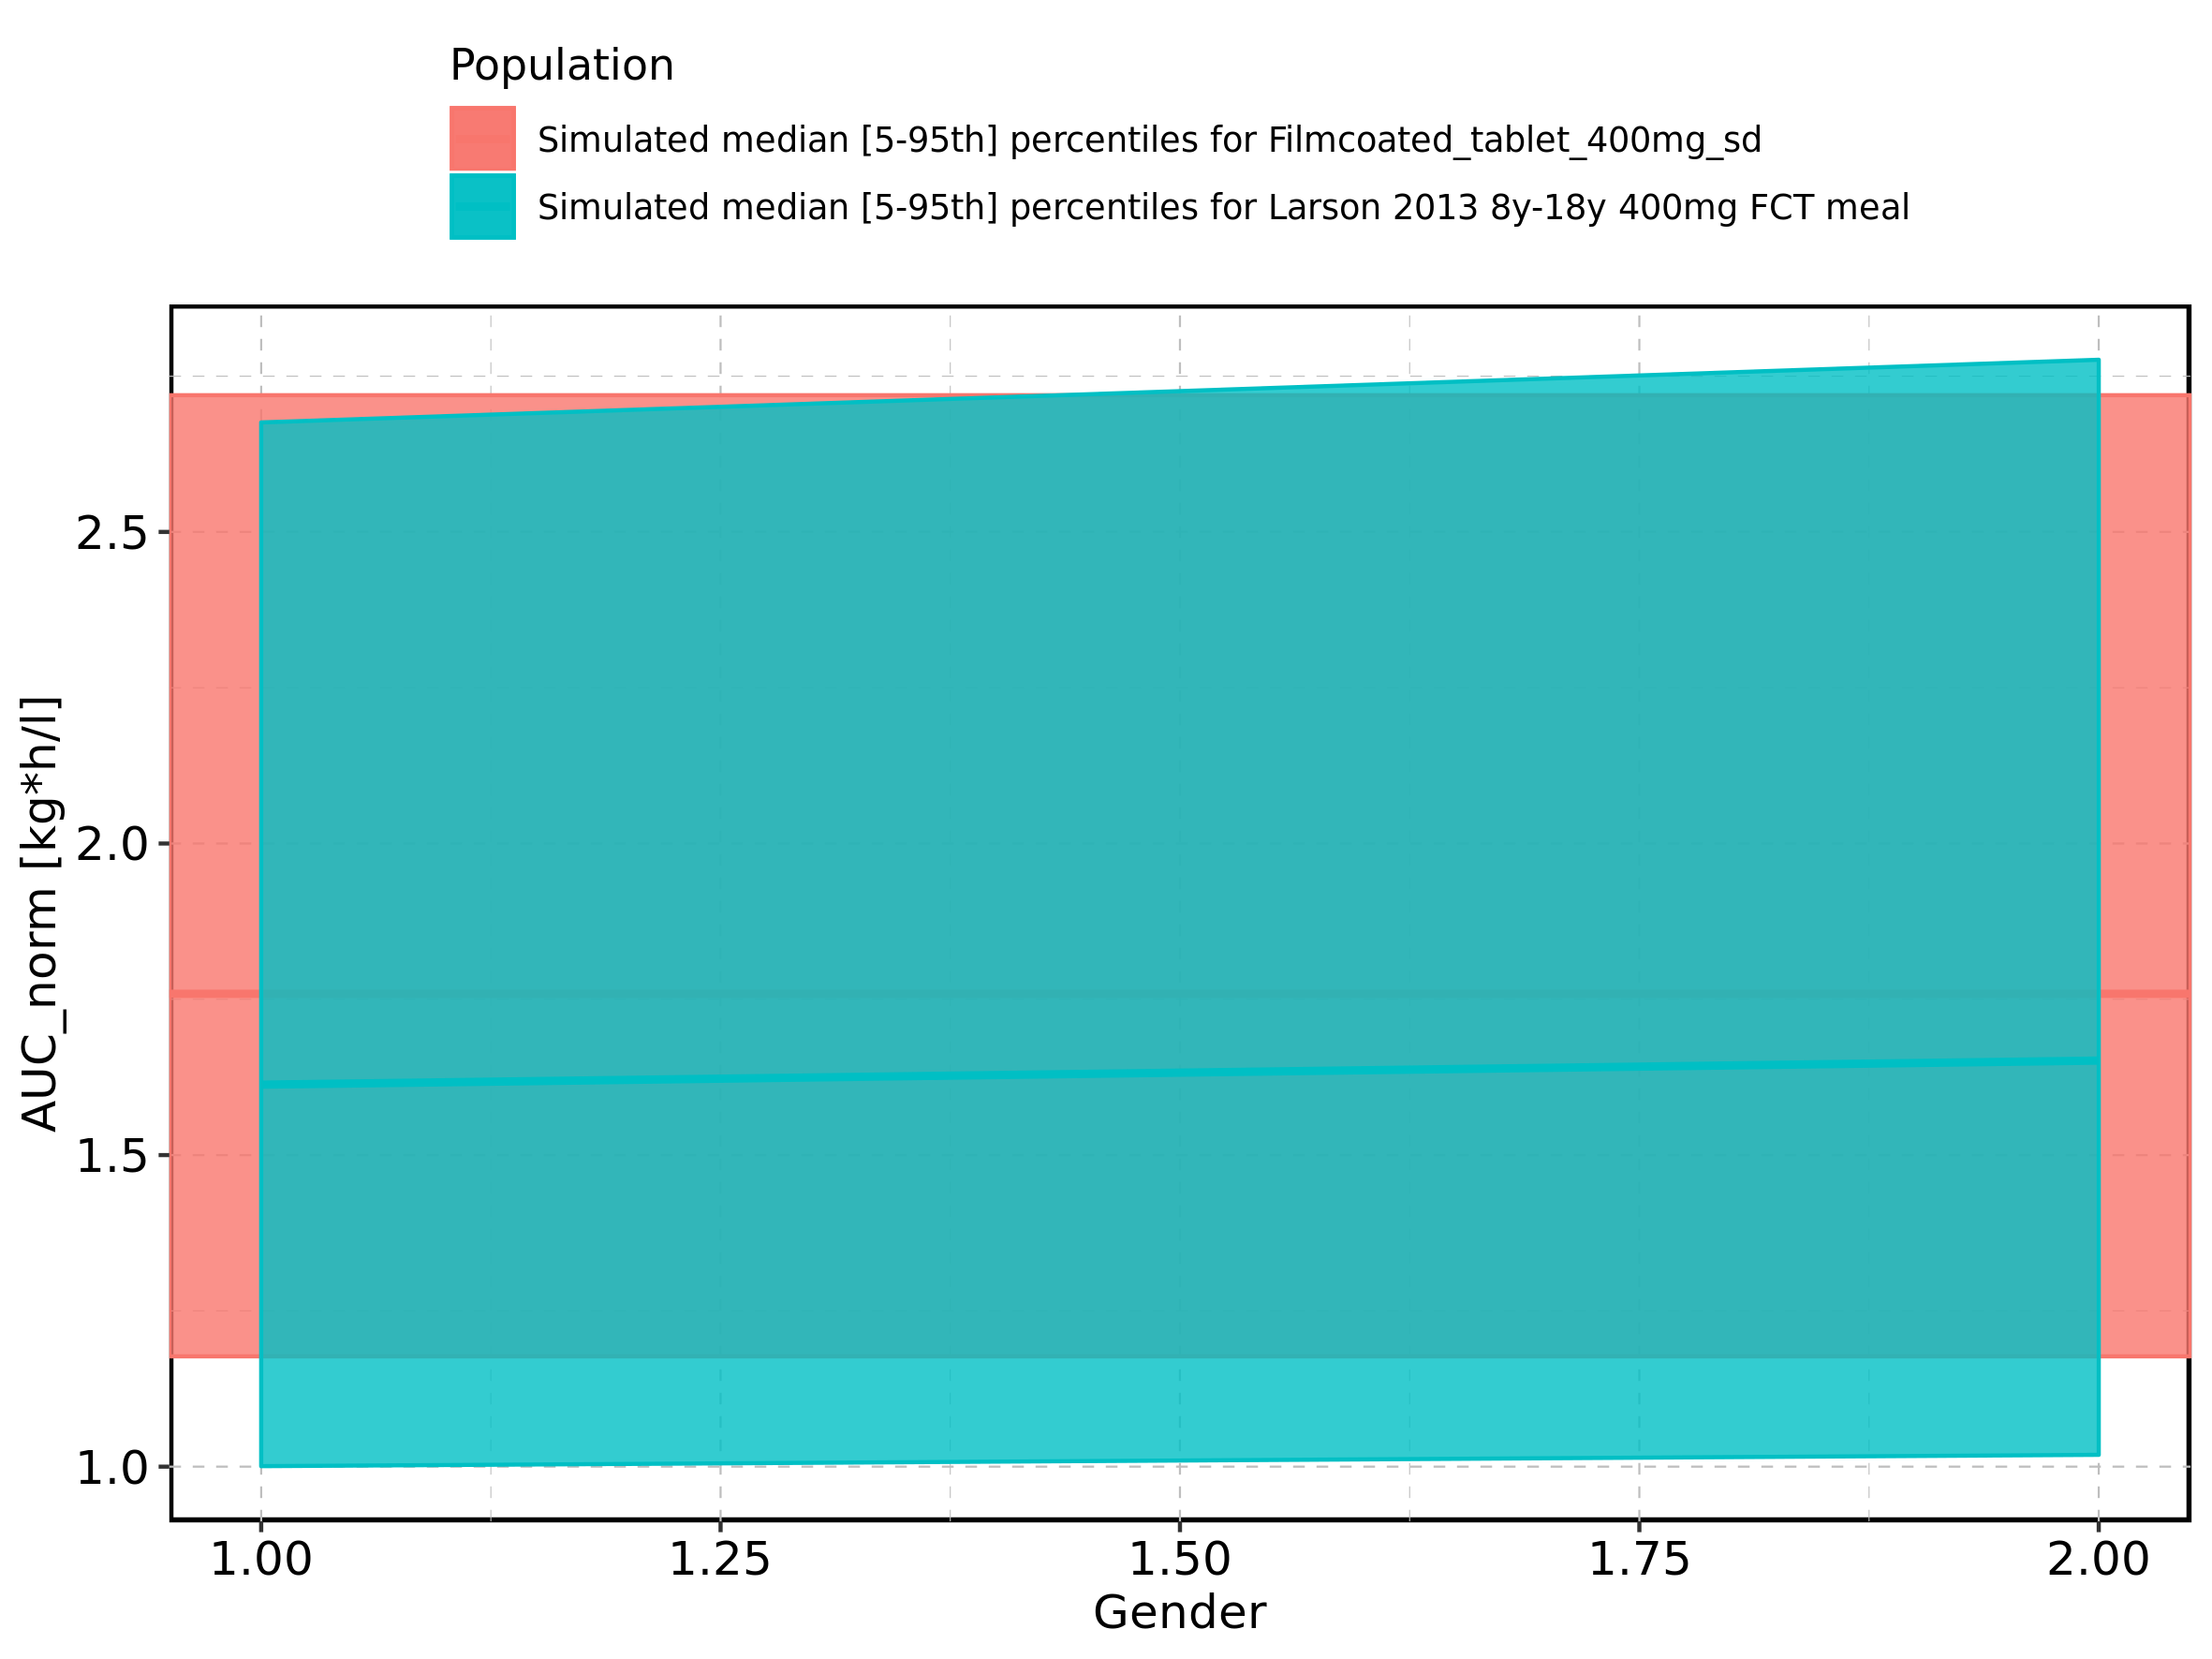 Population
Simulated median [5-95th] percentiles for Filmcoated_tablet_400mg_sd
Simulated median [5-95th] percentiles for Larson 2013 8y-18y 400mg FCT meal
AUC_norm [kg*h/l]
2.5
2.0
1.5
1.0
1.00 1.25 1.50 1.75 2.00
Gender